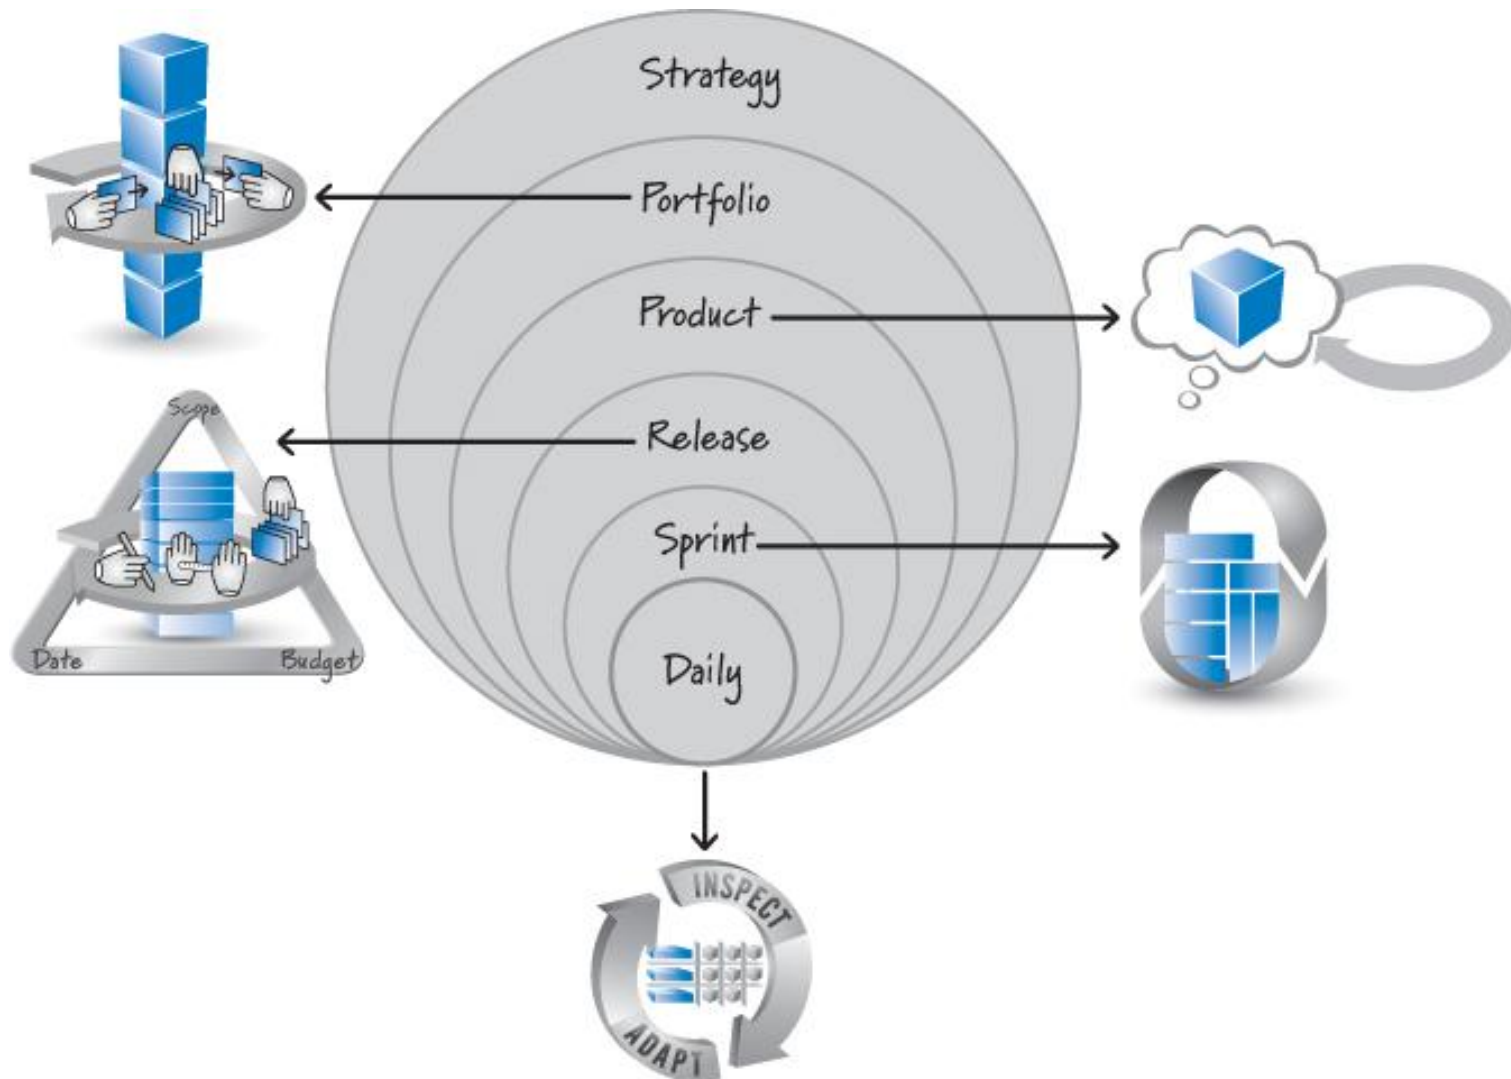 Strategy
Portfolio
Product
Scope
Release
Sprint
Date
Budget
Daily
INSPECT
ADAPT